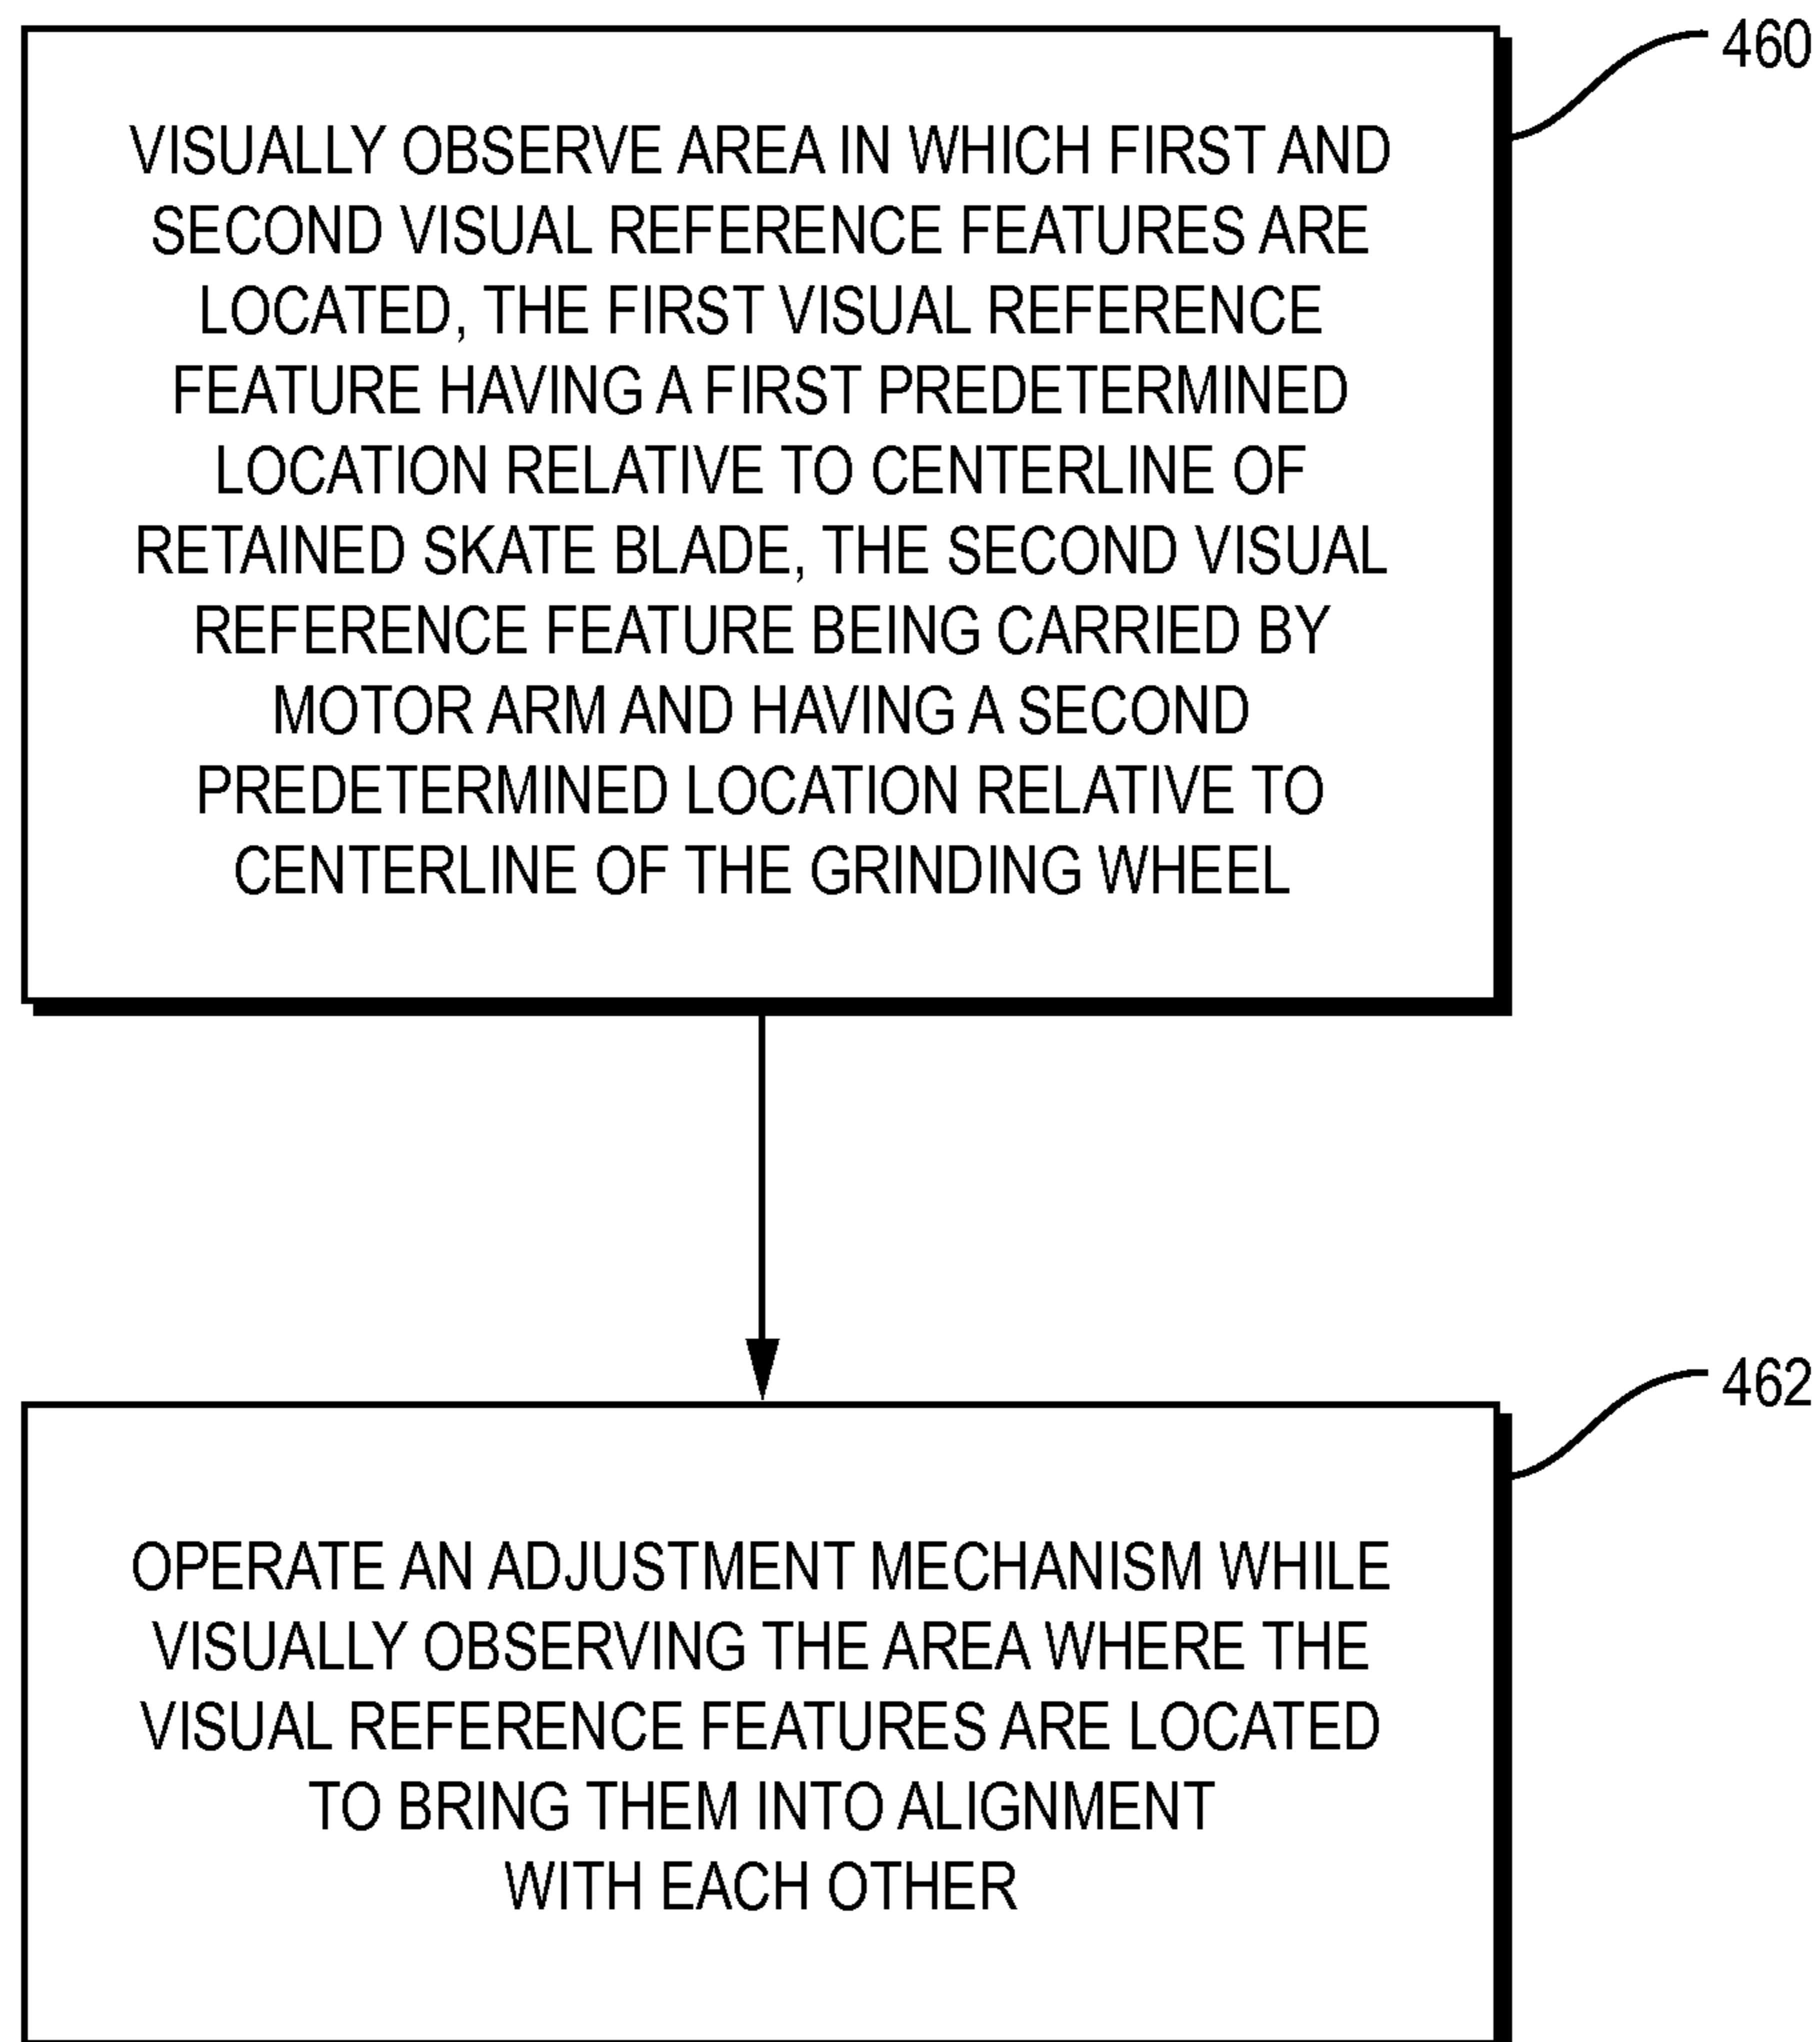 460
VISUALLY OBSERVE AREA IN WHICH FIRST AND
SECOND VISUAL REFERENCE FEATURES ARE
LOCATED, THE FIRST VISUAL REFERENCE
FEATURE HAVING A FIRST PREDETERMINED
LOCATION RELATIVE TO CENTERLINE OF
RETAINED SKATE BLADE, THE SECOND VISUAL
REFERENCE FEATURE BEING CARRIED BY
MOTOR ARM AND HAVING A SECOND
PREDETERMINED LOCATION RELATIVE TO
CENTERLINE OF THE GRINDING WHEEL
462
OPERATE AN ADJUSTMENT MECHANISM WHILE
VISUALLY OBSERVING THE AREA WHERE THE
VISUAL REFERENCE FEATURES ARE LOCATED
TO BRING THEM INTO ALIGNMENT
WITH EACH OTHER